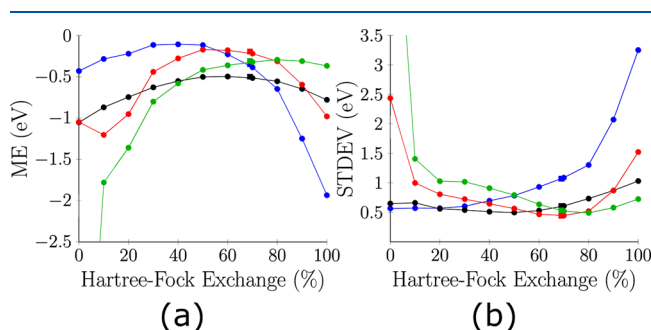 0
−0.5
−1
−1.5
−2
−2.5
ME (eV)
0 20 40 60 80 100
Hartree-Fock Exchange (%)
(a)
3.5
3
2.5
2
1.5
1
0.5
STDEV (eV)
0 20 40 60 80 100
Hartree-Fock Exchange (%)
(b)